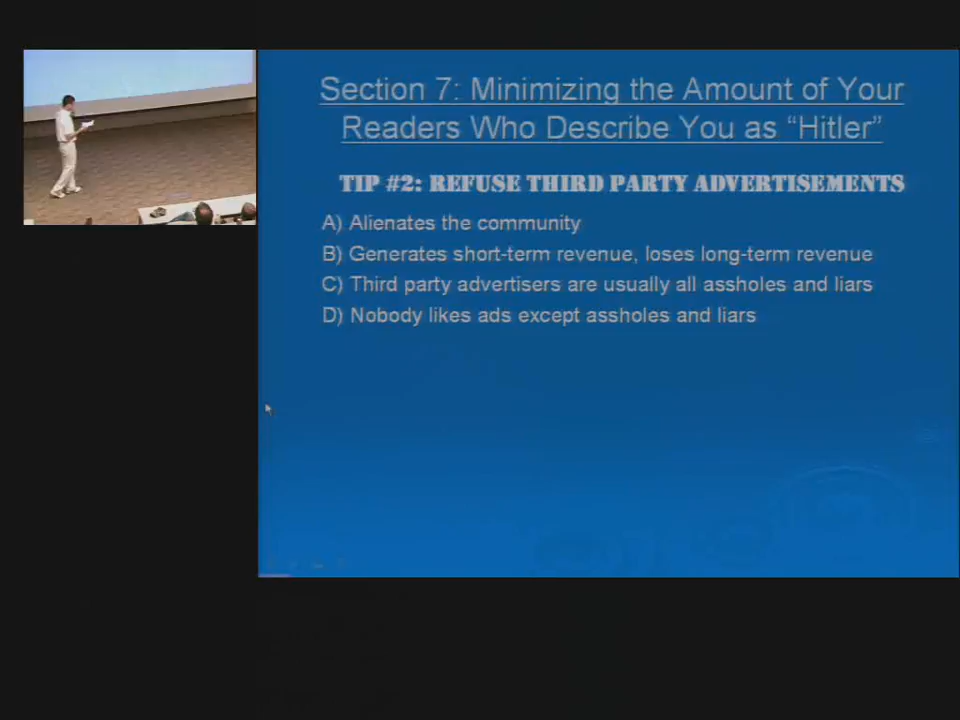 Section 7: Minimizing the Amount of Your
Readers Who Describe You as “Hitler”
TIP #2: REFUSE THIRD PARTY ADVERTISEMENTS
A) Alienates the community
B) Generates short-term revenue, loses long-term revenue
C) Third party advertisers are usually all assholes and liars
D) Nobody likes ads except assholes and liars